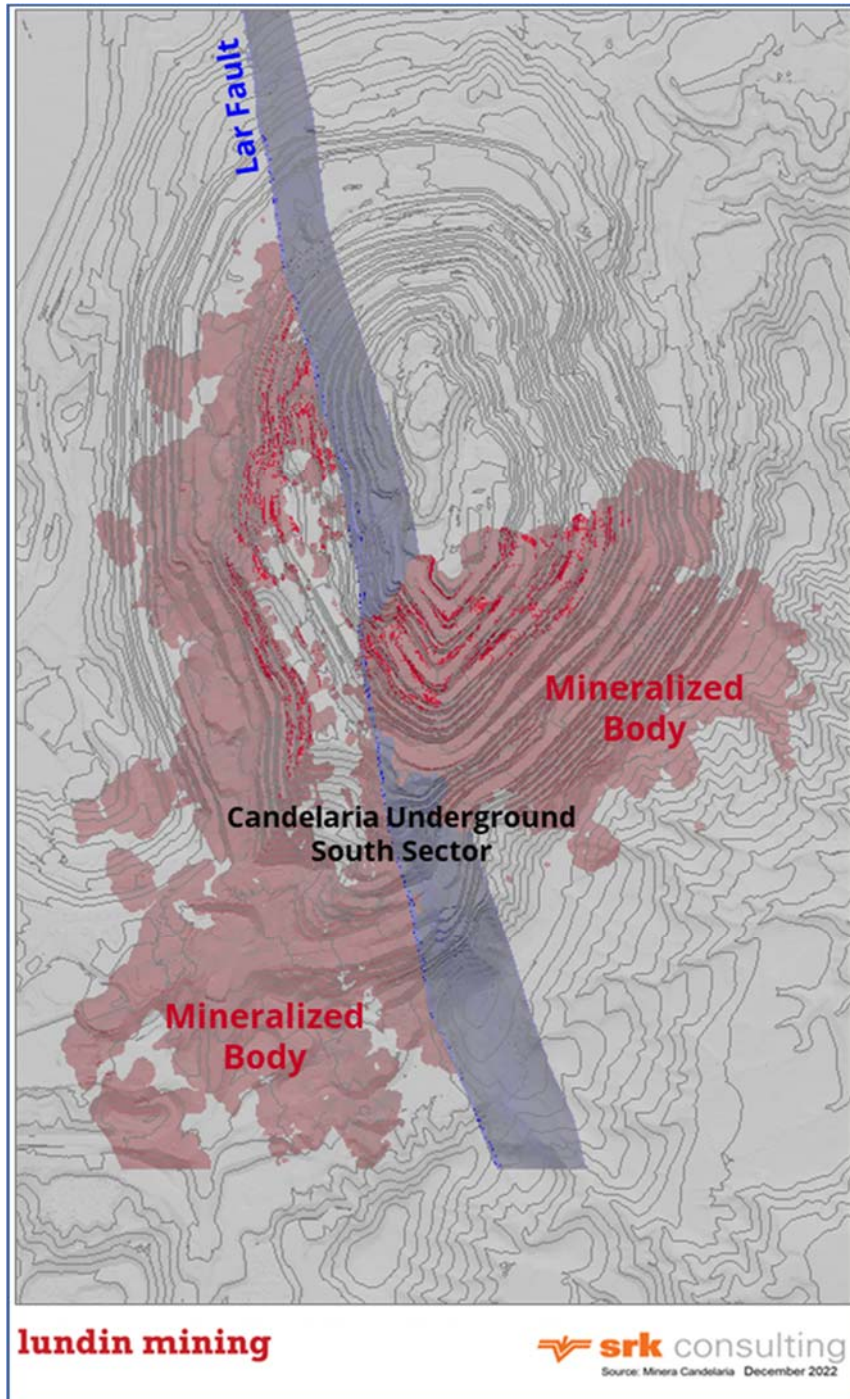 Lar Fault
Mineralized
Body
Candelaria Underground
South Sector
Mineralized
Body
lundin mining
srk consulting
Source: Minera Candelaria December 2022